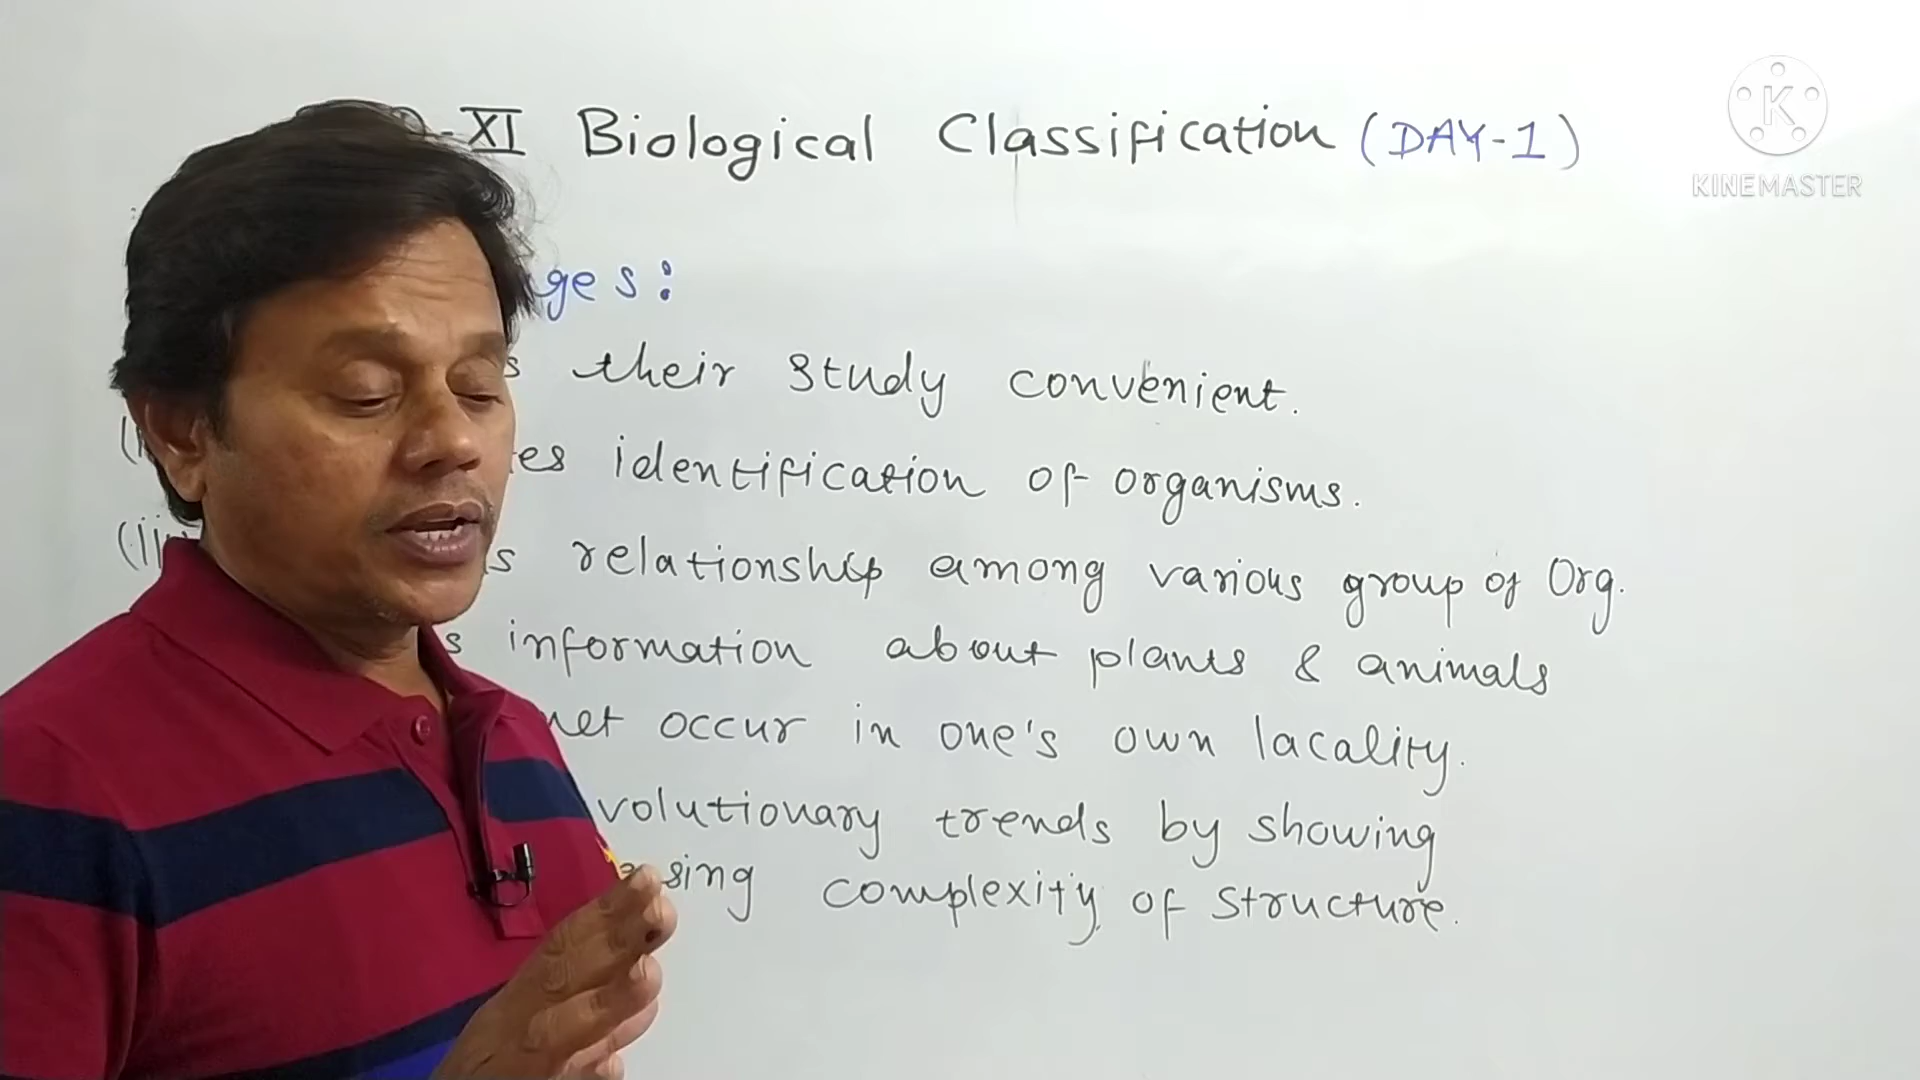 -XI Biological Classification (DAY-1)
KINEMASTER
ges:
s their study convenient.
es identification of organisms.
s relationship among various group of Org.
s information about plants & animals
net occur in one's own lacality.
volutionary trends by showing
sing complexity of structure.